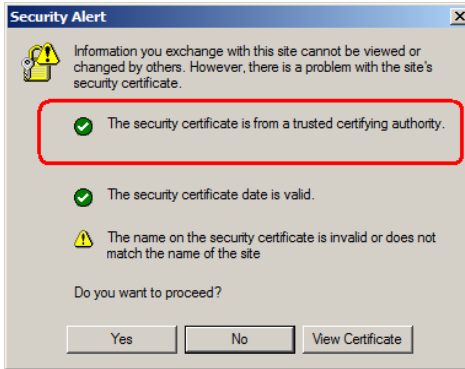 Security Alert
Information you exchange with this site cannot be viewed or
changed by others. However, there is a problem with the site's
security certificate.
The security certificate is from a trusted certifying authority.
The security certificate date is valid.
The name on the security certificate is invalid or does not
match the name of the site
Do you want to proceed?
Yes
No
View Certificate